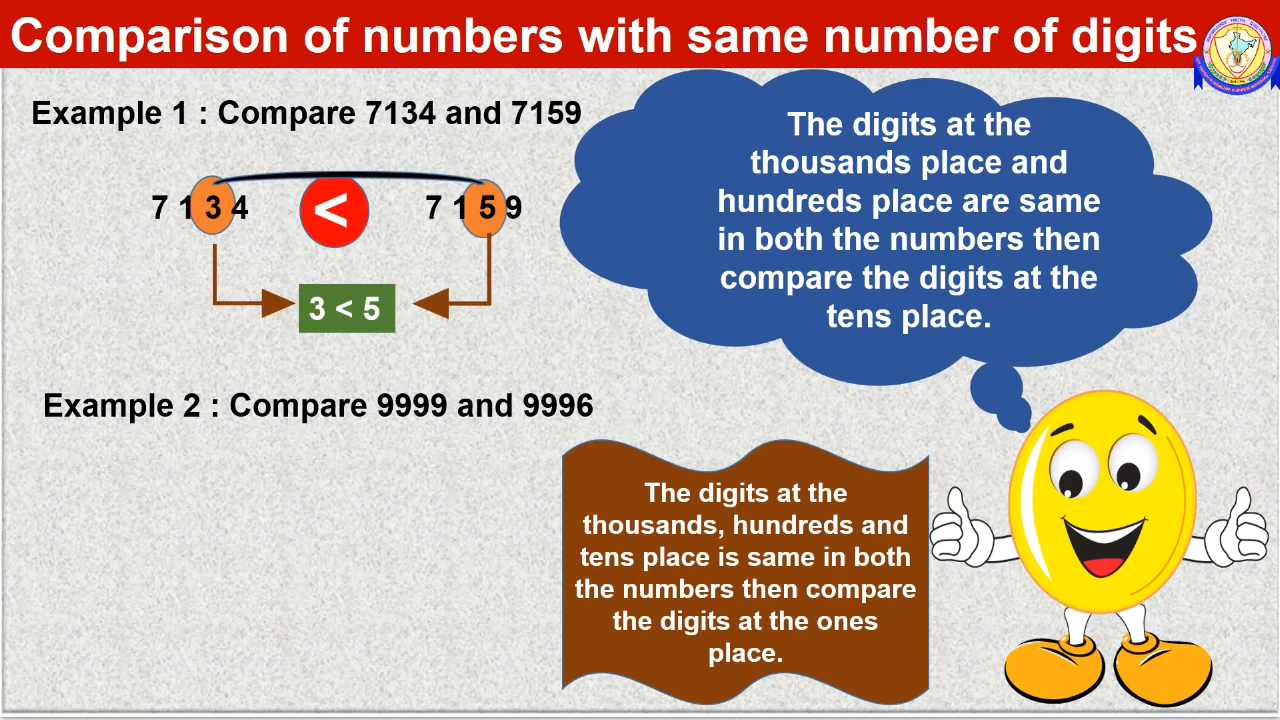 Comparison of numbers with same number of digits
Example 1 : Compare 7134 and 7159
7 1 3 4 < 7 1 5 9
3 < 5
The digits at the
thousands place and
hundreds place are same
in both the numbers then
compare the digits at the
tens place.
Example 2 : Compare 9999 and 9996
The digits at the
thousands, hundreds and
tens place is same in both
the numbers then compare
the digits at the ones
place.